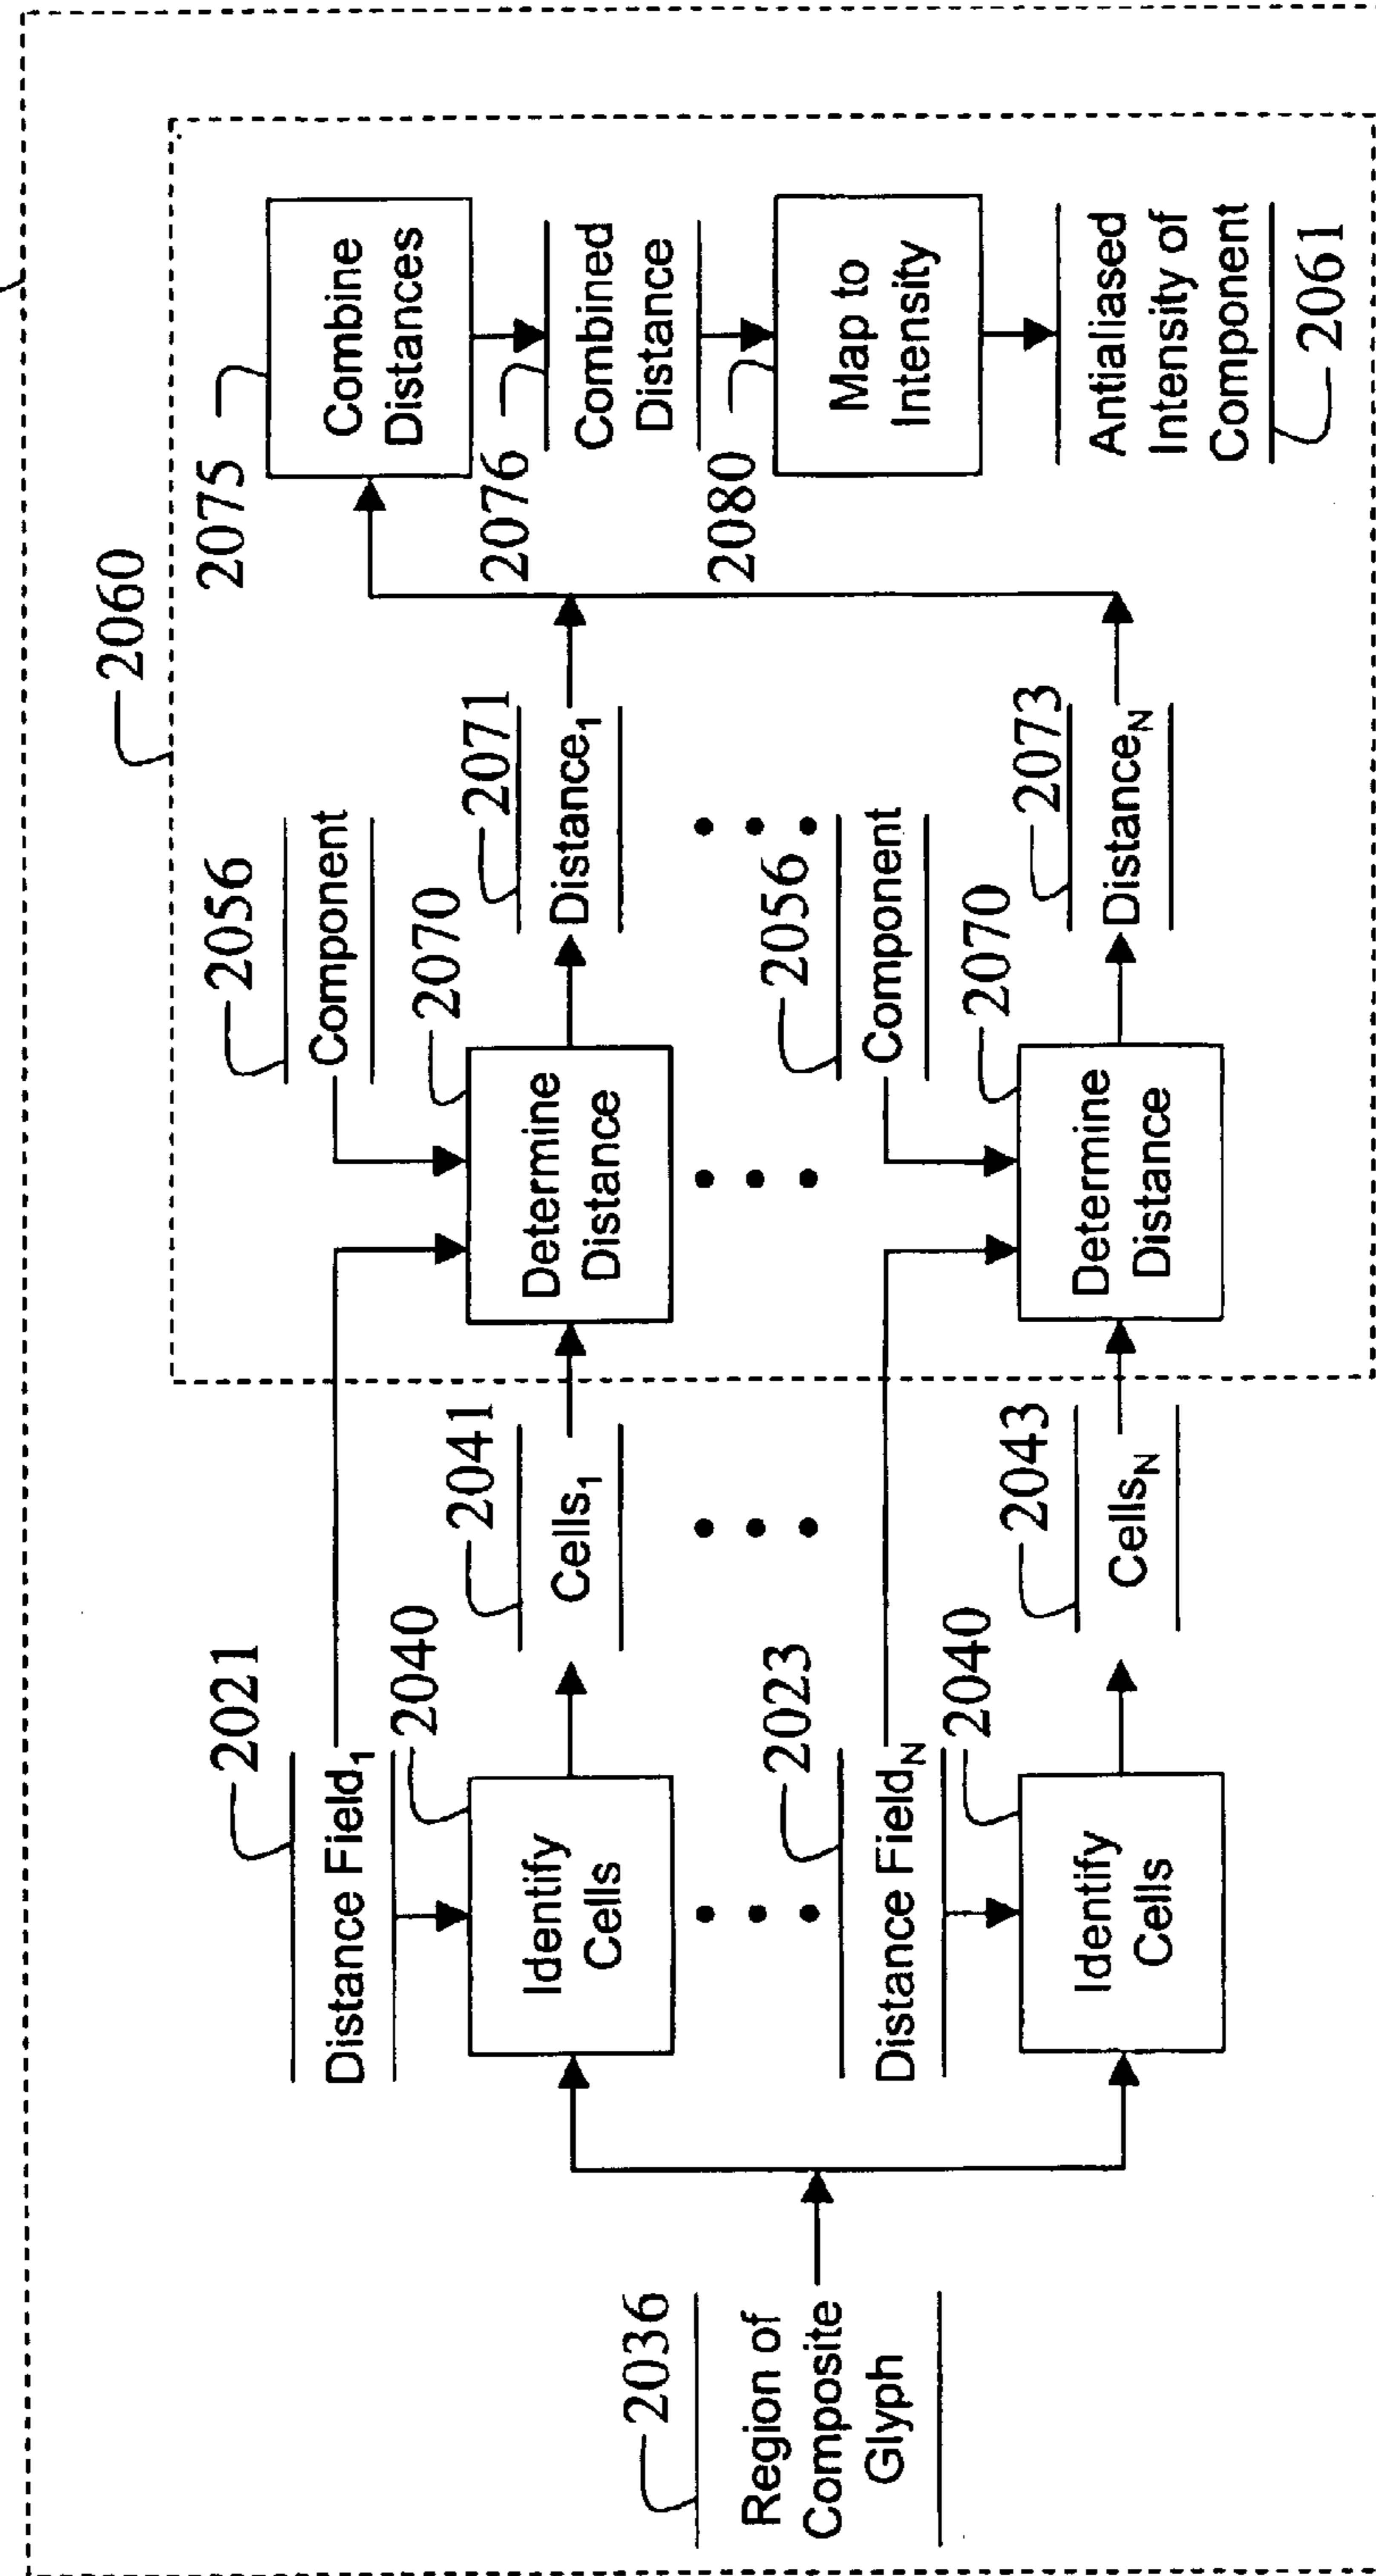 2060
2075
Combine
Distances
2056
Component
2021
Distance Field1
2071
Distance1
2070
Determine
Distance
2041
Cells1
2040
Identify
Cells
2076
Combined
Distance
2080
Map to
Intensity
2036
Region of
Composite
Glyph
2056
Component
2023
Distance FieldN
2073
DistanceN
2070
Determine
Distance
2043
CellsN
2040
Identify
Cells
Antialiased
Intensity of
Component
2061